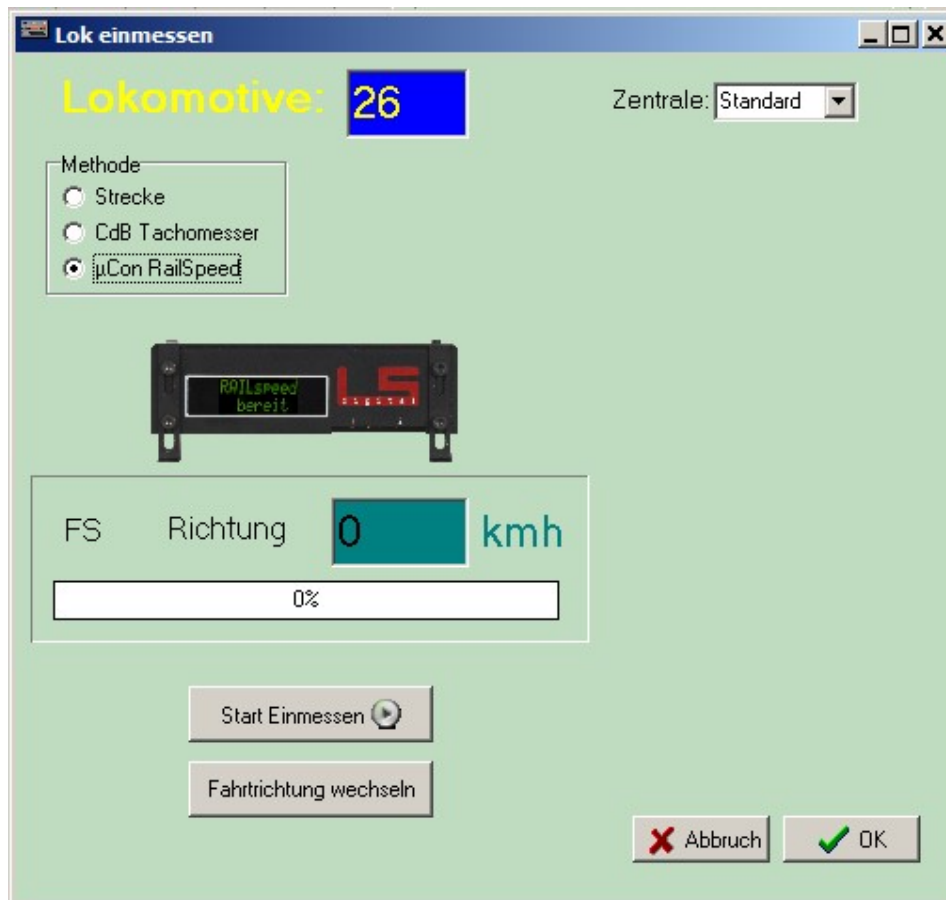 Lok einmessen
Lokomotive: 26
Zentrale: Standard
Methode
Strecke
CdB Tachomesser
µCon RailSpeed
RAILspeed
bereit
LS
digital
FS Richtung 0 kmh
0%
Start Einmessen
Fahrtrichtung wechseln
Abbruch OK